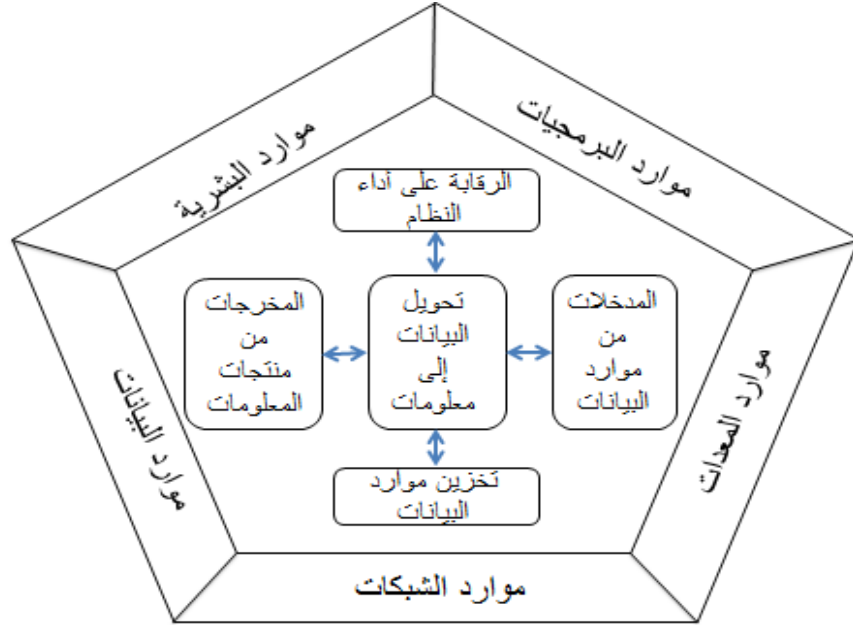 موارد البرمجيات
موارد البشرية
الرقابة على أداء
النظام
المدخلات
من
موارد
البيانات
تحويل
البيانات
إلى
معلومات
المخرجات
من
منتجات
المعلومات
موارد المعدات
موارد البيانات
تخزين موارد
البيانات
موارد الشبكات